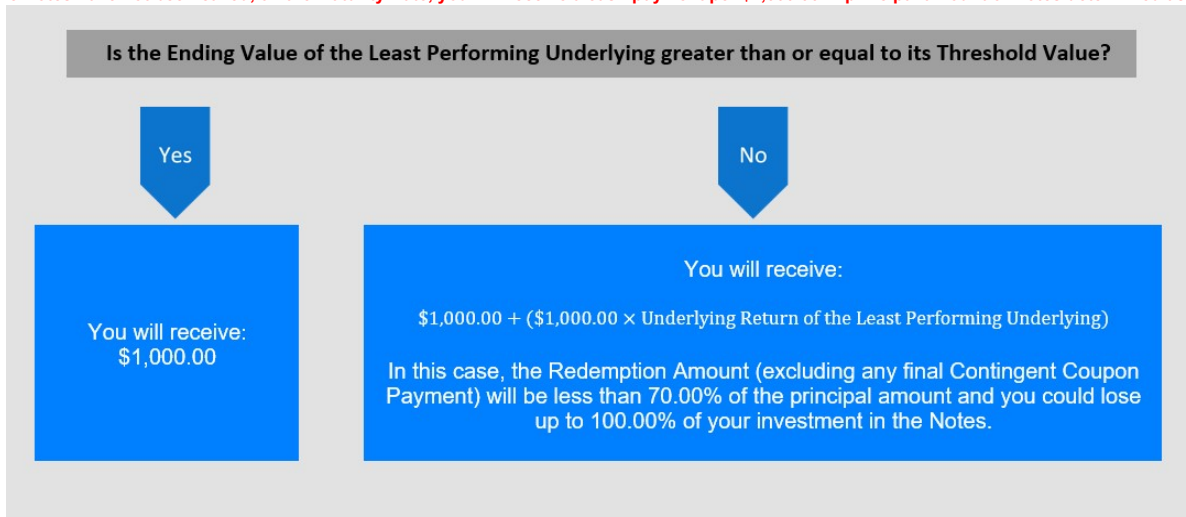 Is the Ending Value of the Least Performing Underlying greater than or equal to its Threshold Value?
Yes
No
You will receive:
$1,000.00
You will receive:
$1,000.00 + ($1,000.00 × Underlying Return of the Least Performing Underlying)
In this case, the Redemption Amount (excluding any final Contingent Coupon
Payment) will be less than 70.00% of the principal amount and you could lose
up to 100.00% of your investment in the Notes.